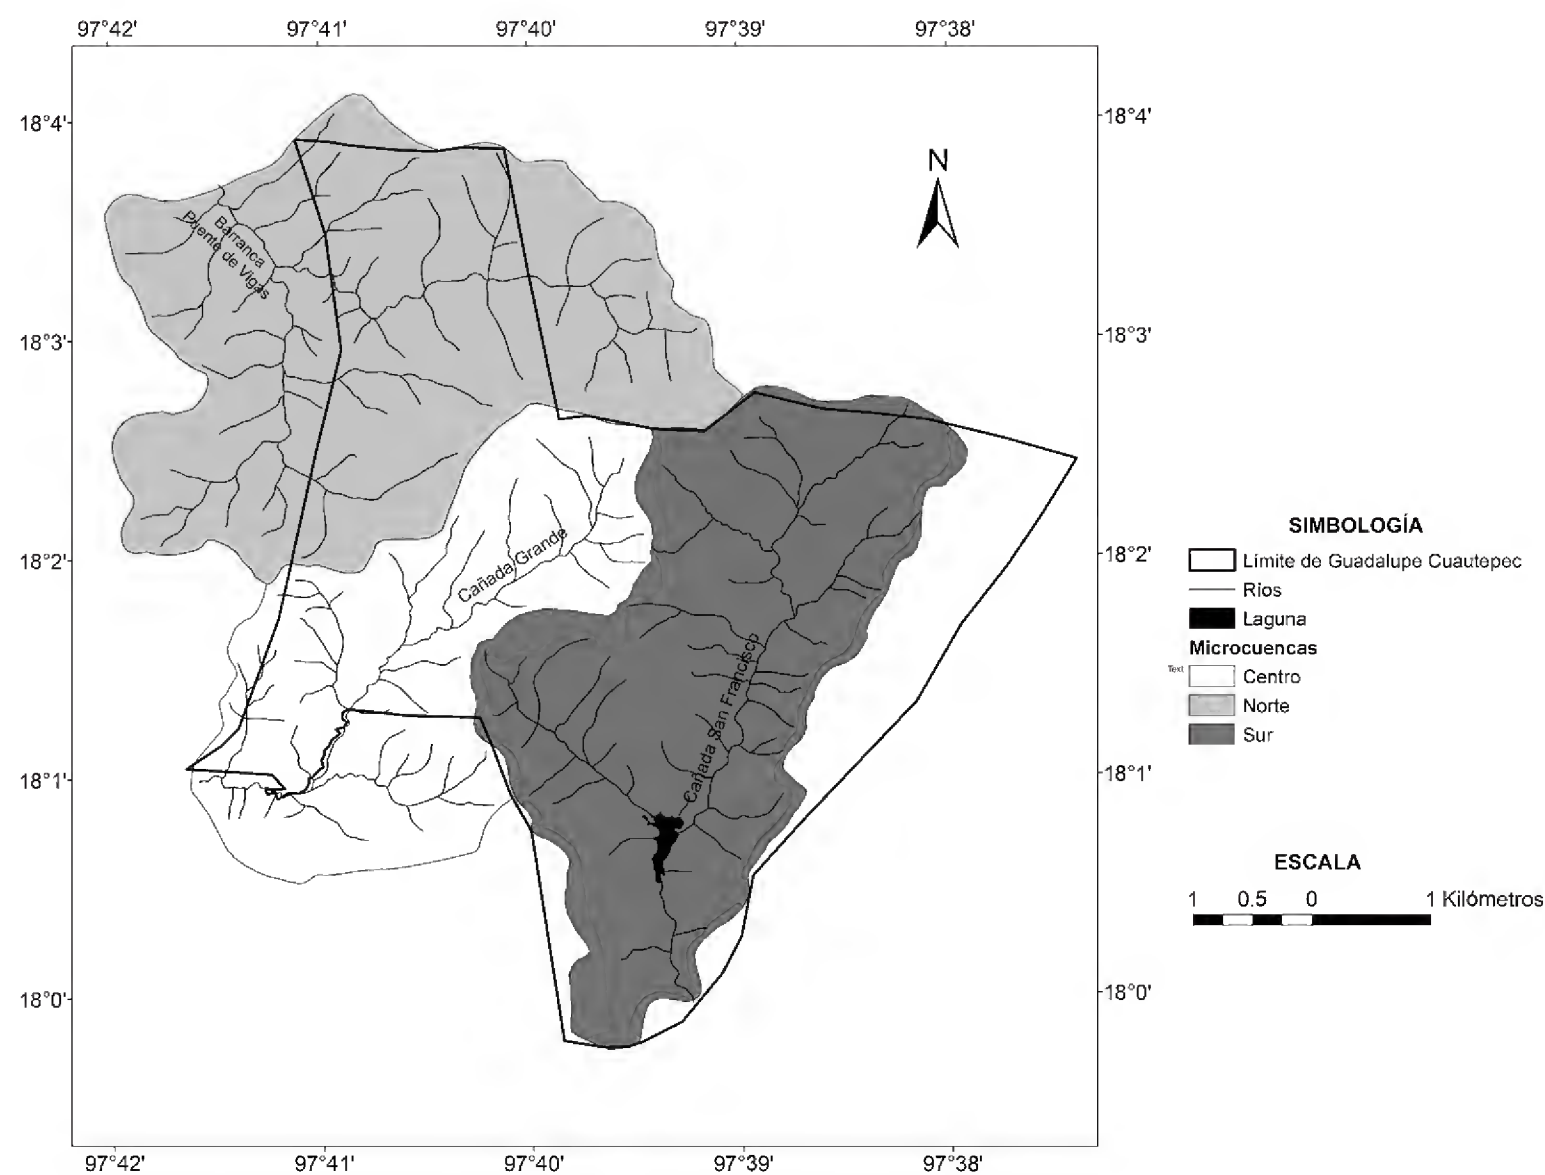 97°42' 97°41' 97°40' 97°39' 97°38'
18°4' 18°4'
18°3' 18°3'
18°2' 18°2'
18°1' 18°1'
18°0' 18°0'
N
Barranca
Puente de Vigas
Cañada Grande
Cañada San Francisco
SIMBOLOGÍA
Límite de Guadalupe Cuautepec
Ríos
Laguna
Microcuencas
Text
Centro
Norte
Sur
ESCALA
1 0.5 0 1 Kilómetros
97°42' 97°41' 97°40' 97°39' 97°38'